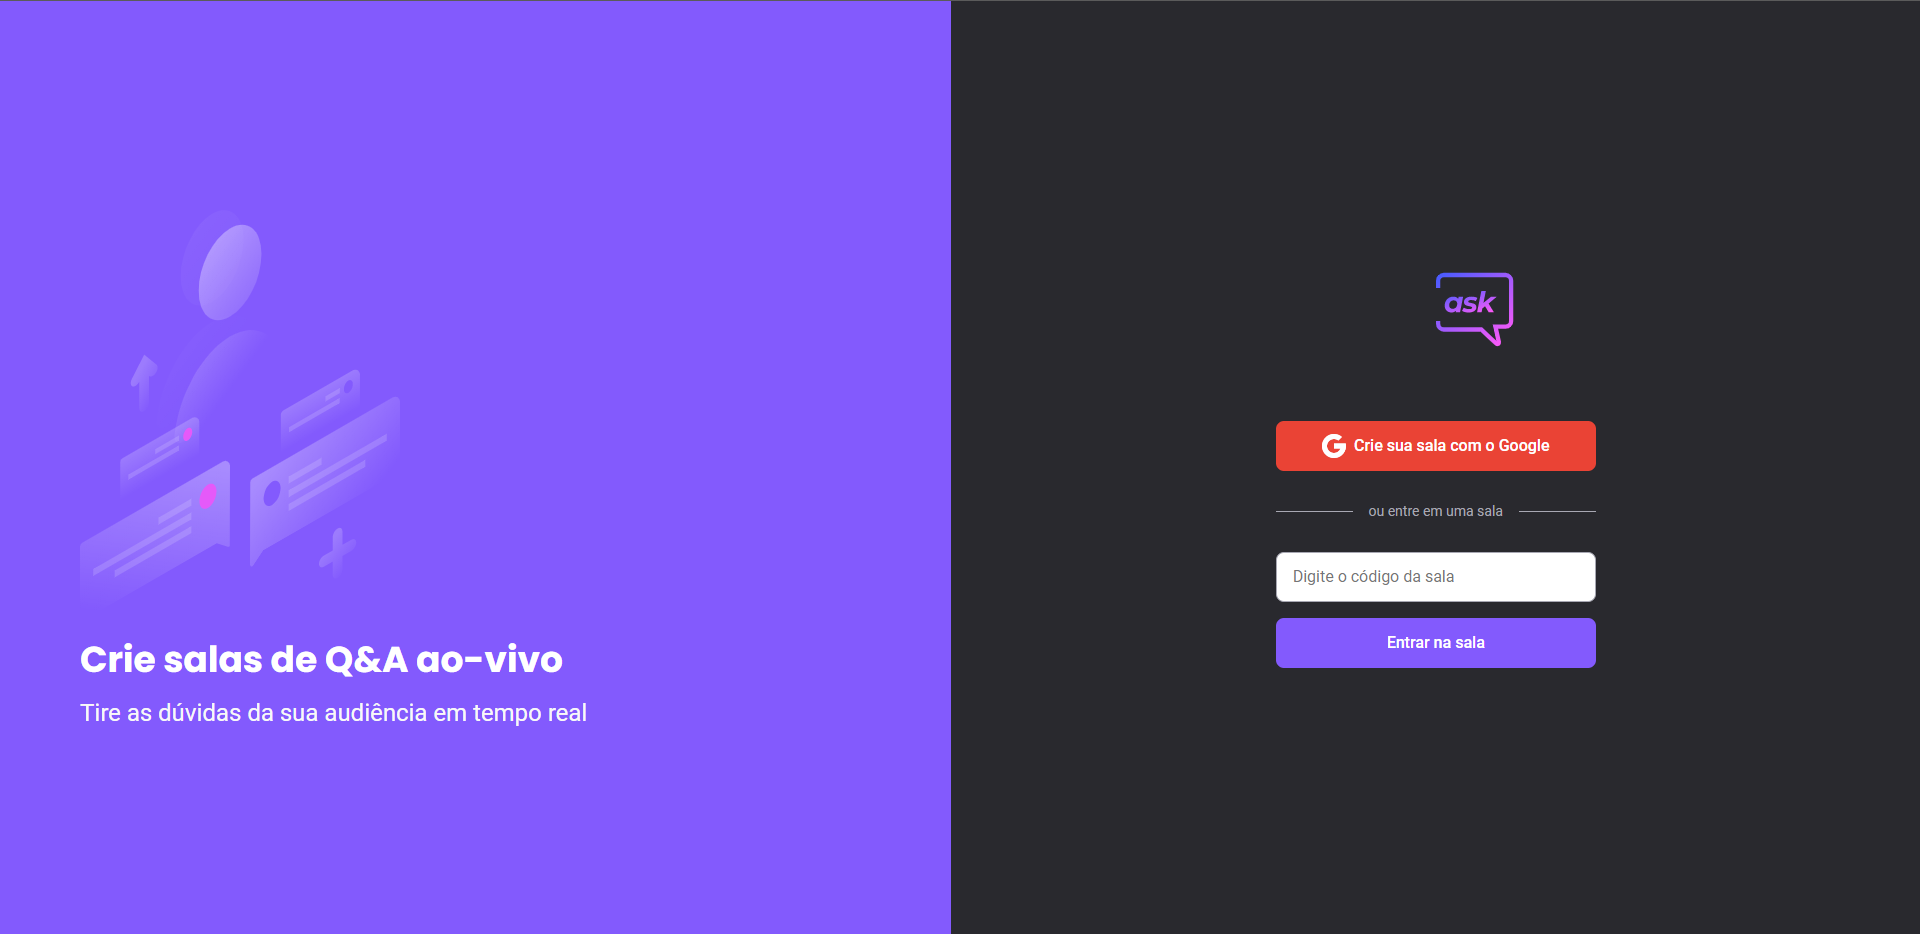 Crie salas de Q&A ao-vivo
Tire as dúvidas da sua audiência em tempo real
ask
Crie sua sala com o Google
ou entre em uma sala
Digite o código da sala
Entrar na sala